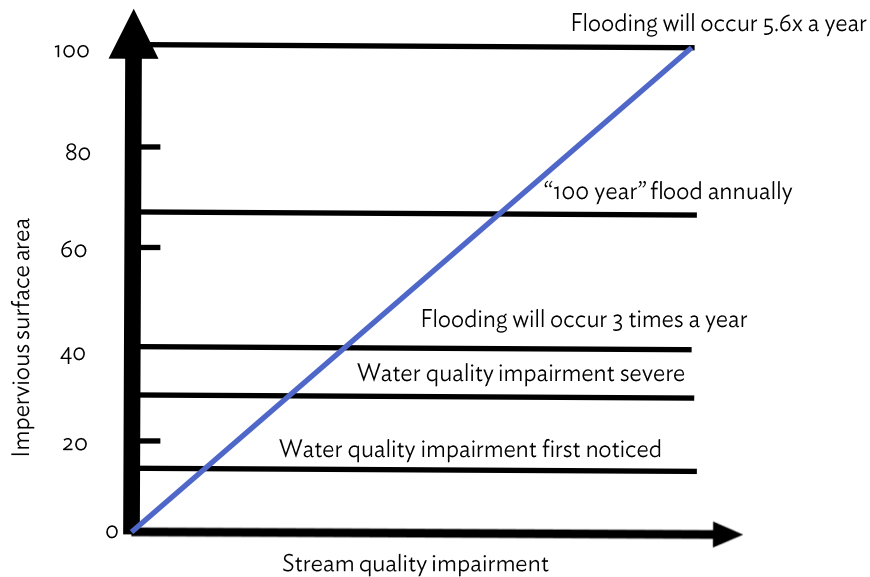 Flooding will occur 5.6x a year
100
80
“100 year” flood annually
60
Flooding will occur 3 times a year
40
Water quality impairment severe
20
Water quality impairment first noticed
0
Impervious surface area
Stream quality impairment